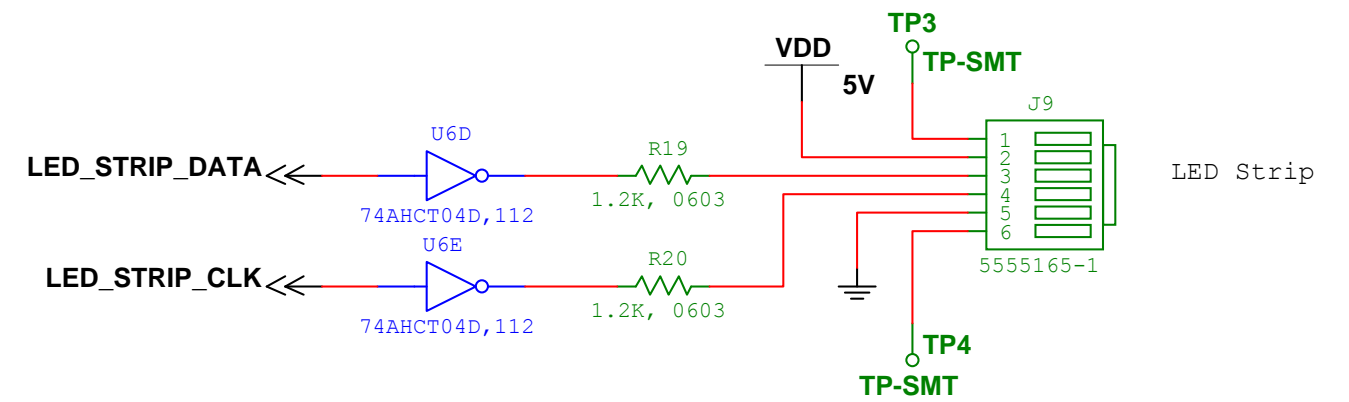 TP3
VDD
TP-SMT
5V
J9
U6D
R19
1
2
3
4
5
6
LED_STRIP_DATA
LED Strip
1.2K, 0603
74AHCT04D,112
U6E
R20
5555165-1
LED_STRIP_CLK
1.2K, 0603
74AHCT04D,112
TP4
TP-SMT